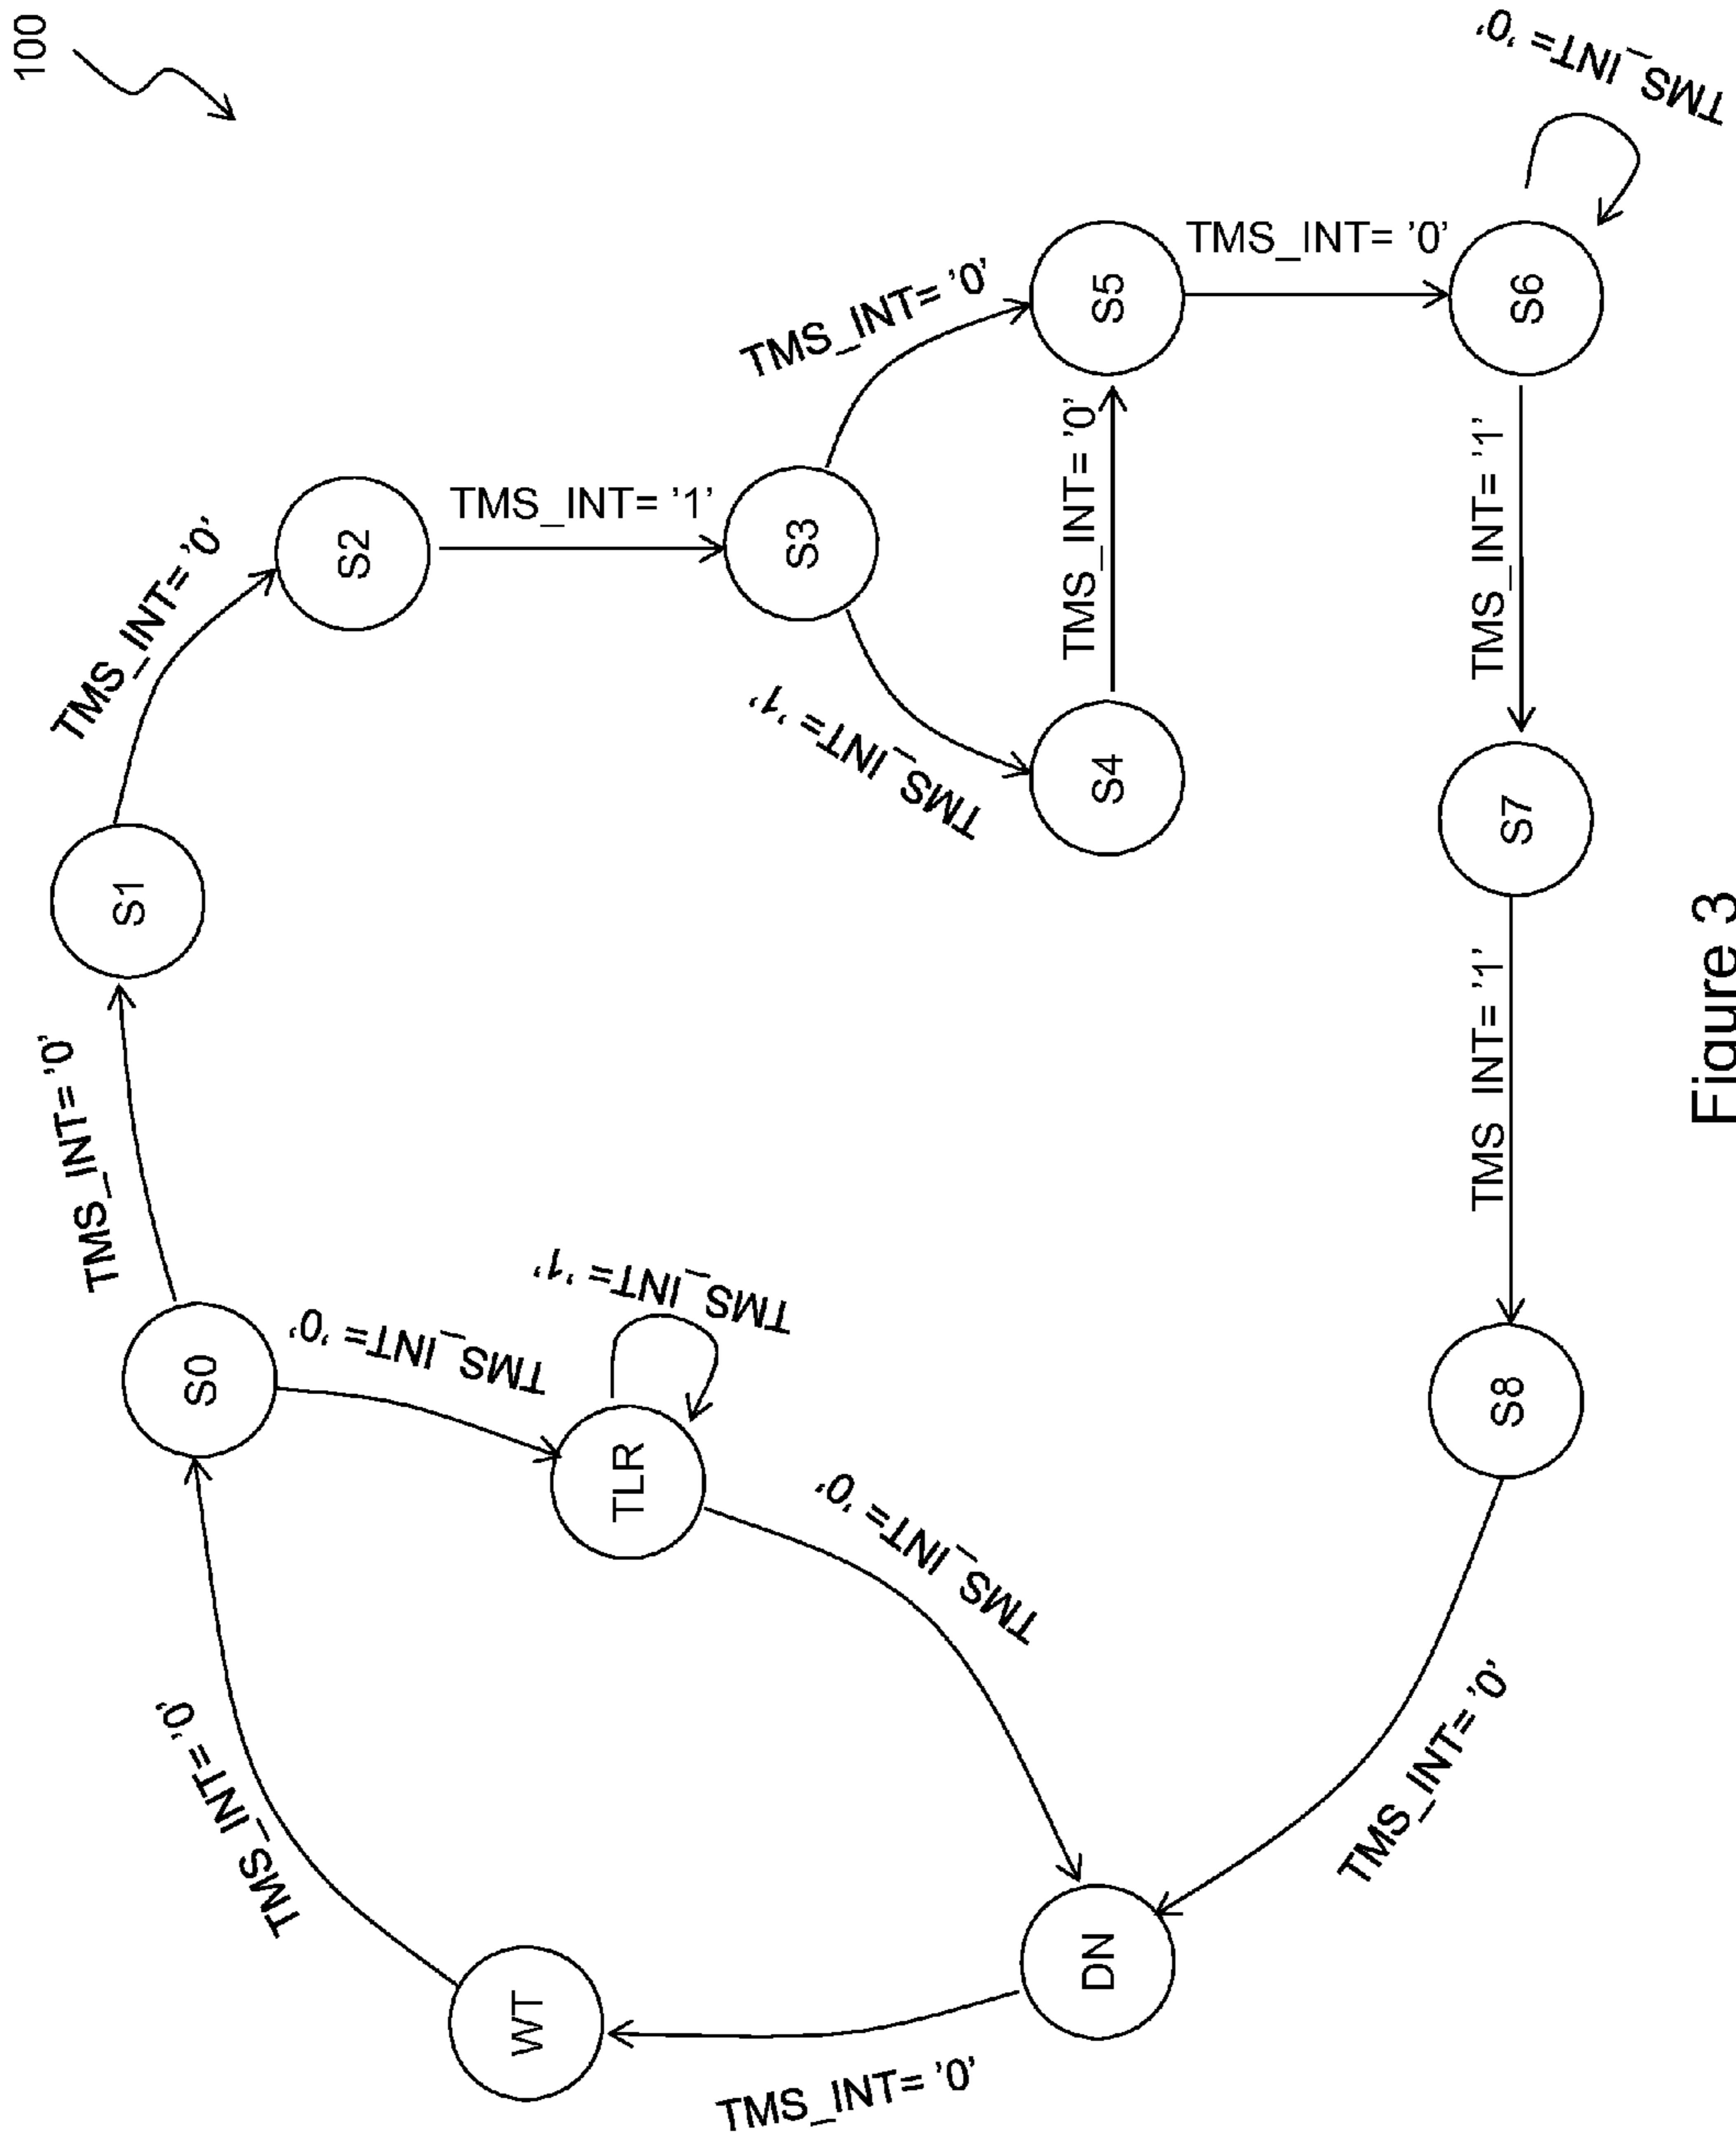 100
S0
TMS_INT= '0'
S1
TMS_INT= '0'
S2
TMS_INT= '1'
S3
TMS_INT= '0'
TMS_INT= '1'
S4
TMS_INT= '0'
S5
TMS_INT= '0'
S6
TMS_INT= '0'
TMS_INT= '1'
S7
TMS_INT= '1'
S8
TMS_INT= '0'
DN
TMS_INT= '0'
WT
TMS_INT= '0'
TMS_INT= '0'
TLR
TMS_INT= '1'
TMS_INT= '0'
Figure 3